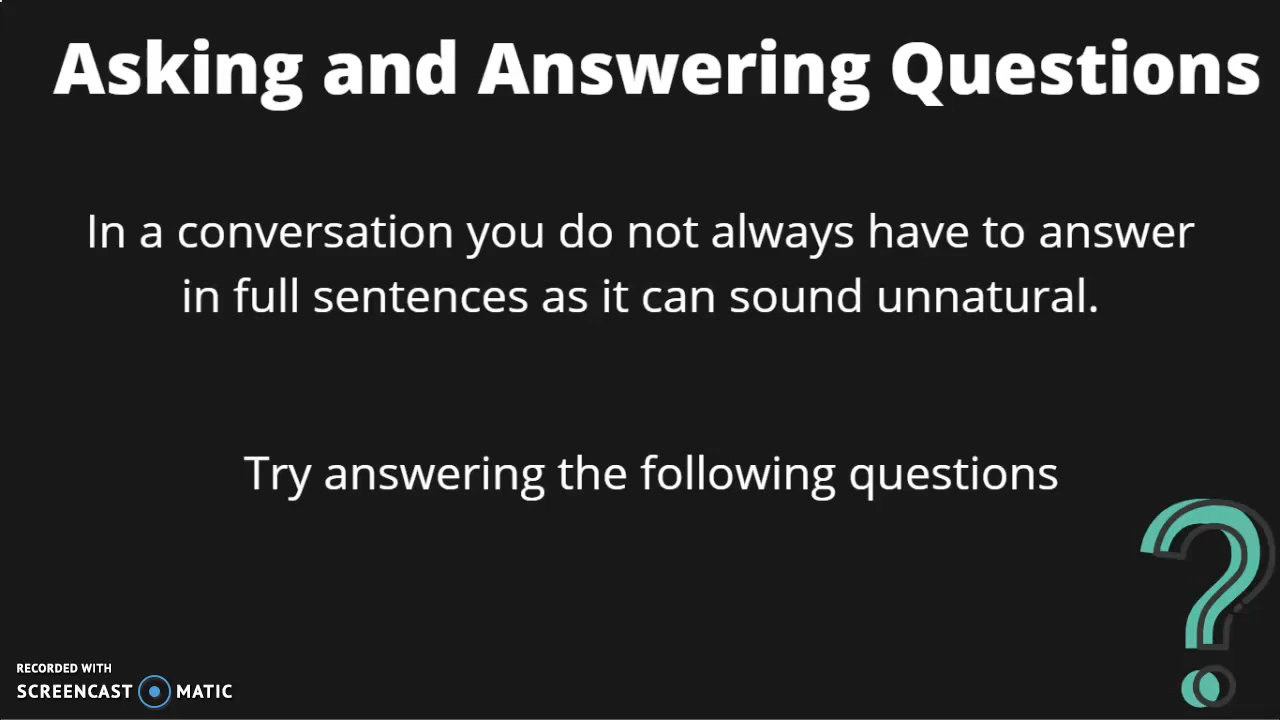 Asking and Answering Questions
In a conversation you do not always have to answer
in full sentences as it can sound unnatural.
Try answering the following questions
?
RECORDED WITH
SCREENCAST MATIC